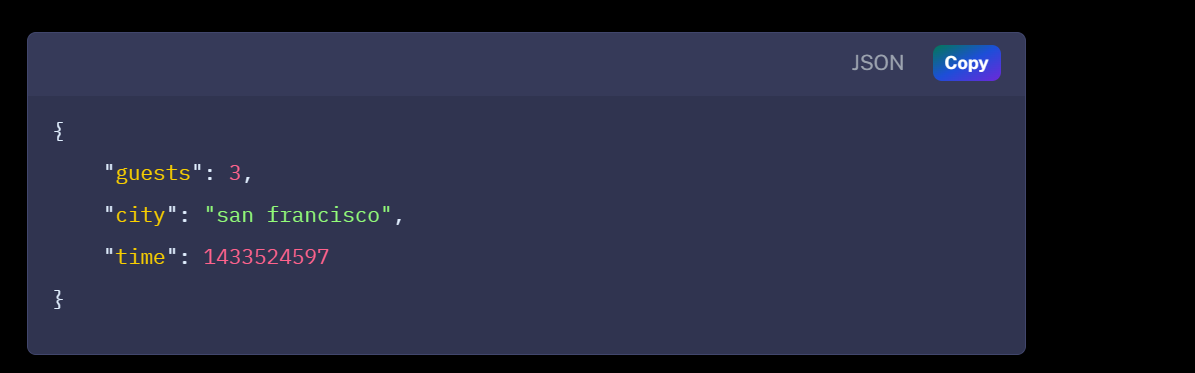 JSON Copy
{
    "guests": 3,
    "city": "san francisco",
    "time": 1433524597
}